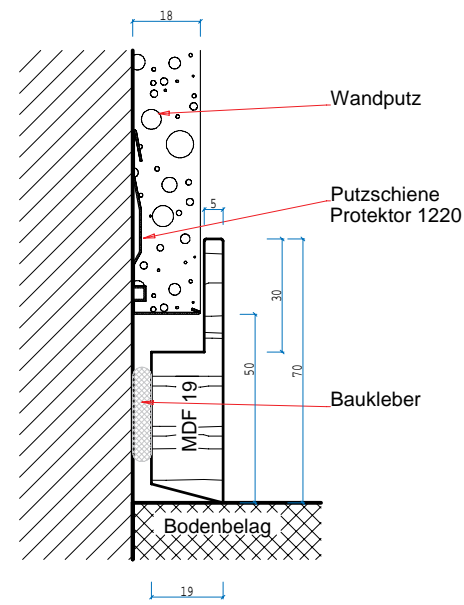 18
Wandputz
Putzschiene
Protektor 1220
5
30
50
70
MDF 19
Baukleber
Bodenbelag
19